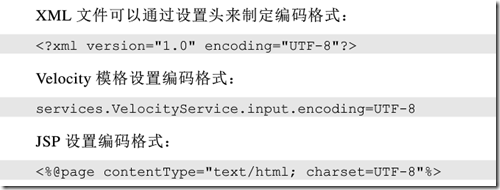 XML 文件可以通过设置头来制定编码格式：
<?xml version="1.0" encoding="UTF-8"?>
Velocity 模格设置编码格式：
services.VelocityService.input.encoding=UTF-8
JSP 设置编码格式：
<%@page contentType="text/html; charset=UTF-8"%>